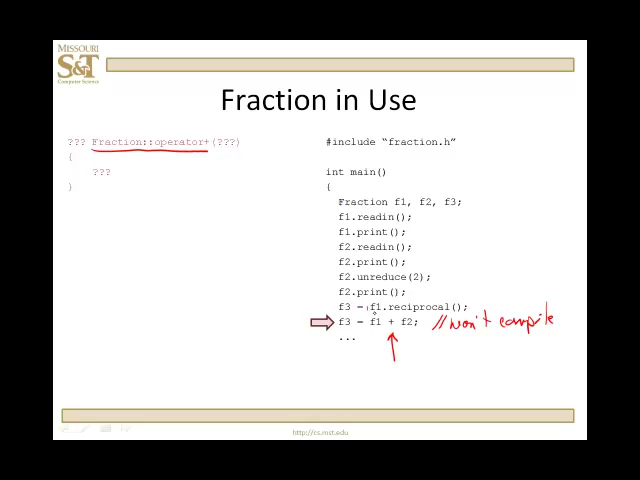 MISSOURI
S&T
Computer Science
Fraction in Use
??? Fraction::operator+(???)
{
???
}
#include “fraction.h”
int main()
{
Fraction f1, f2, f3;
f1.readin();
f1.print();
f2.readin();
f2.print();
f2.unreduce(2);
f2.print();
f3 = f1.reciprocal();
f3 = f1 + f2; //won't compile
...
http://cs.mst.edu